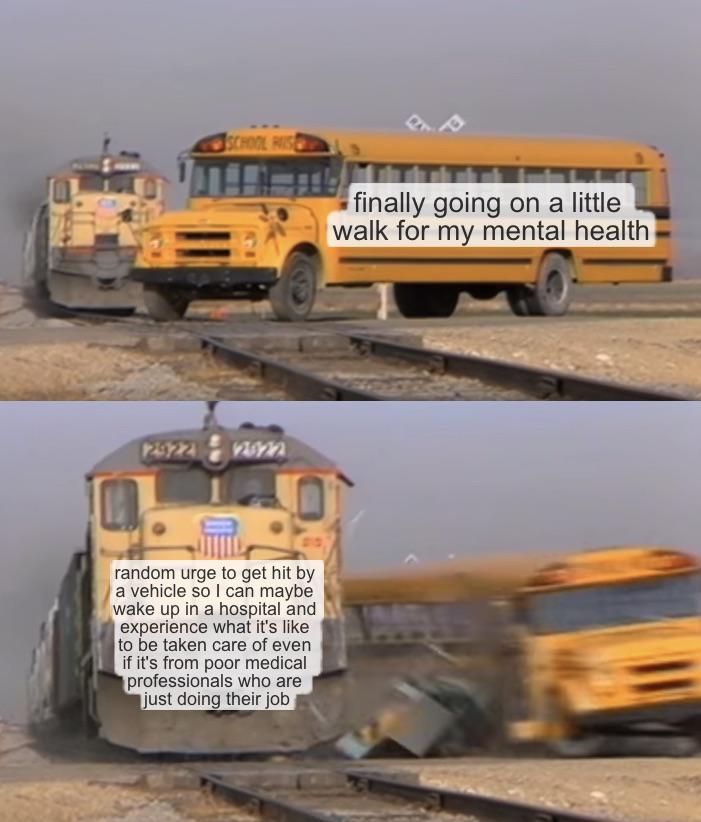 SCHOOL BUS
finally going on a little
walk for my mental health
2922
2922
random urge to get hit by
a vehicle so I can maybe
wake up in a hospital and
experience what it's like
to be taken care of even
if it's from poor medical
professionals who are
just doing their job